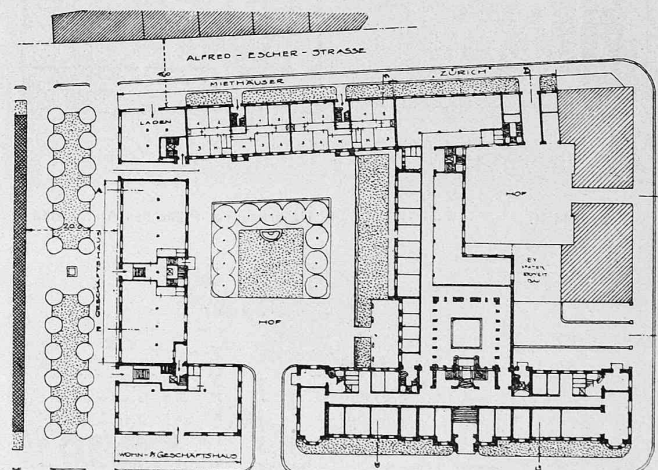 ALFRED - ESCHER - STRASSE
MIETHÄUSER
„ZÜRICH"
LADEN
HOF
A
GESCHÄFTSHAUS
HOF
WOHN- & GESCHÄFTSHAUS